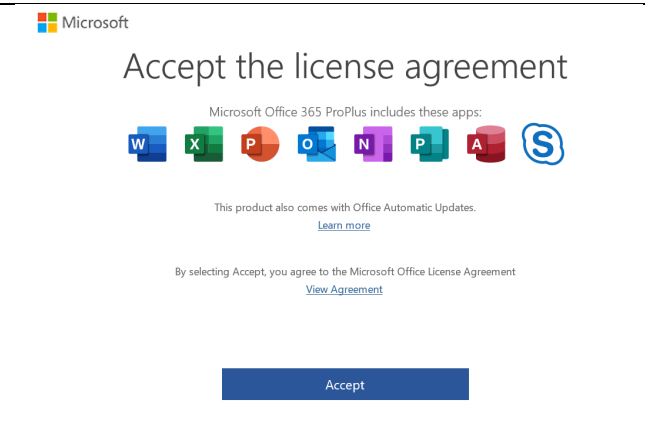 Microsoft
Accept the license agreement
Microsoft Office 365 ProPlus includes these apps:
W X P O N P A S
This product also comes with Office Automatic Updates.
Learn more
By selecting Accept, you agree to the Microsoft Office License Agreement
View Agreement
Accept